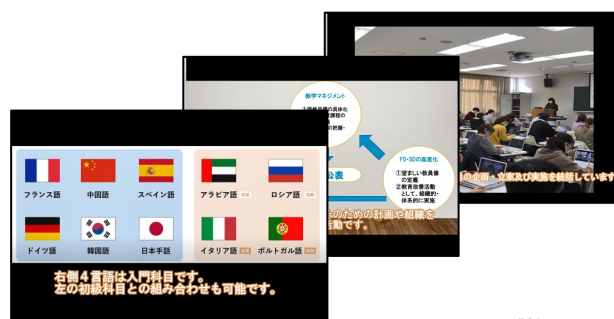 フランス語
中国語
スペイン語
アラビア語
ロシア語
ドイツ語
韓国語
日本手話
イタリア語
ポルトガル語
右側４言語は入門科目です。
左の初級科目との組み合わせも可能です。
教学マネジメント
の把握・
公表
FD・SDの高度化
①望ましい教員像
の定義
②教育改善活動
として、組織的・
体系的に実施
のための計画や組織を
活動です。
の企画・立案及び実施を統括しています